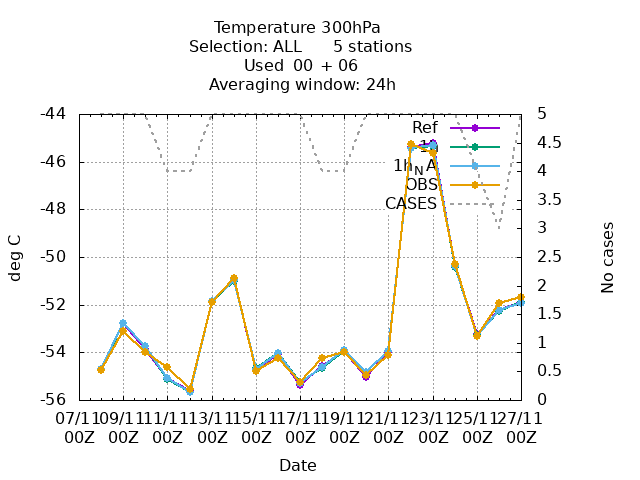 Temperature 300hPa
Selection: ALL 5 stations
Used 00 + 06
Averaging window: 24h
-44
-46
-48
-50
-52
-54
-56
deg C
5
4.5
4
3.5
3
2.5
2
1.5
1
0.5
0
No cases
Ref
1hNA
OBS
CASES
07/11 09/11 11/11 13/11 15/11 17/11 19/11 21/11 23/11 25/11 27/11
00Z 00Z 00Z 00Z 00Z 00Z 00Z 00Z 00Z 00Z 00Z
Date